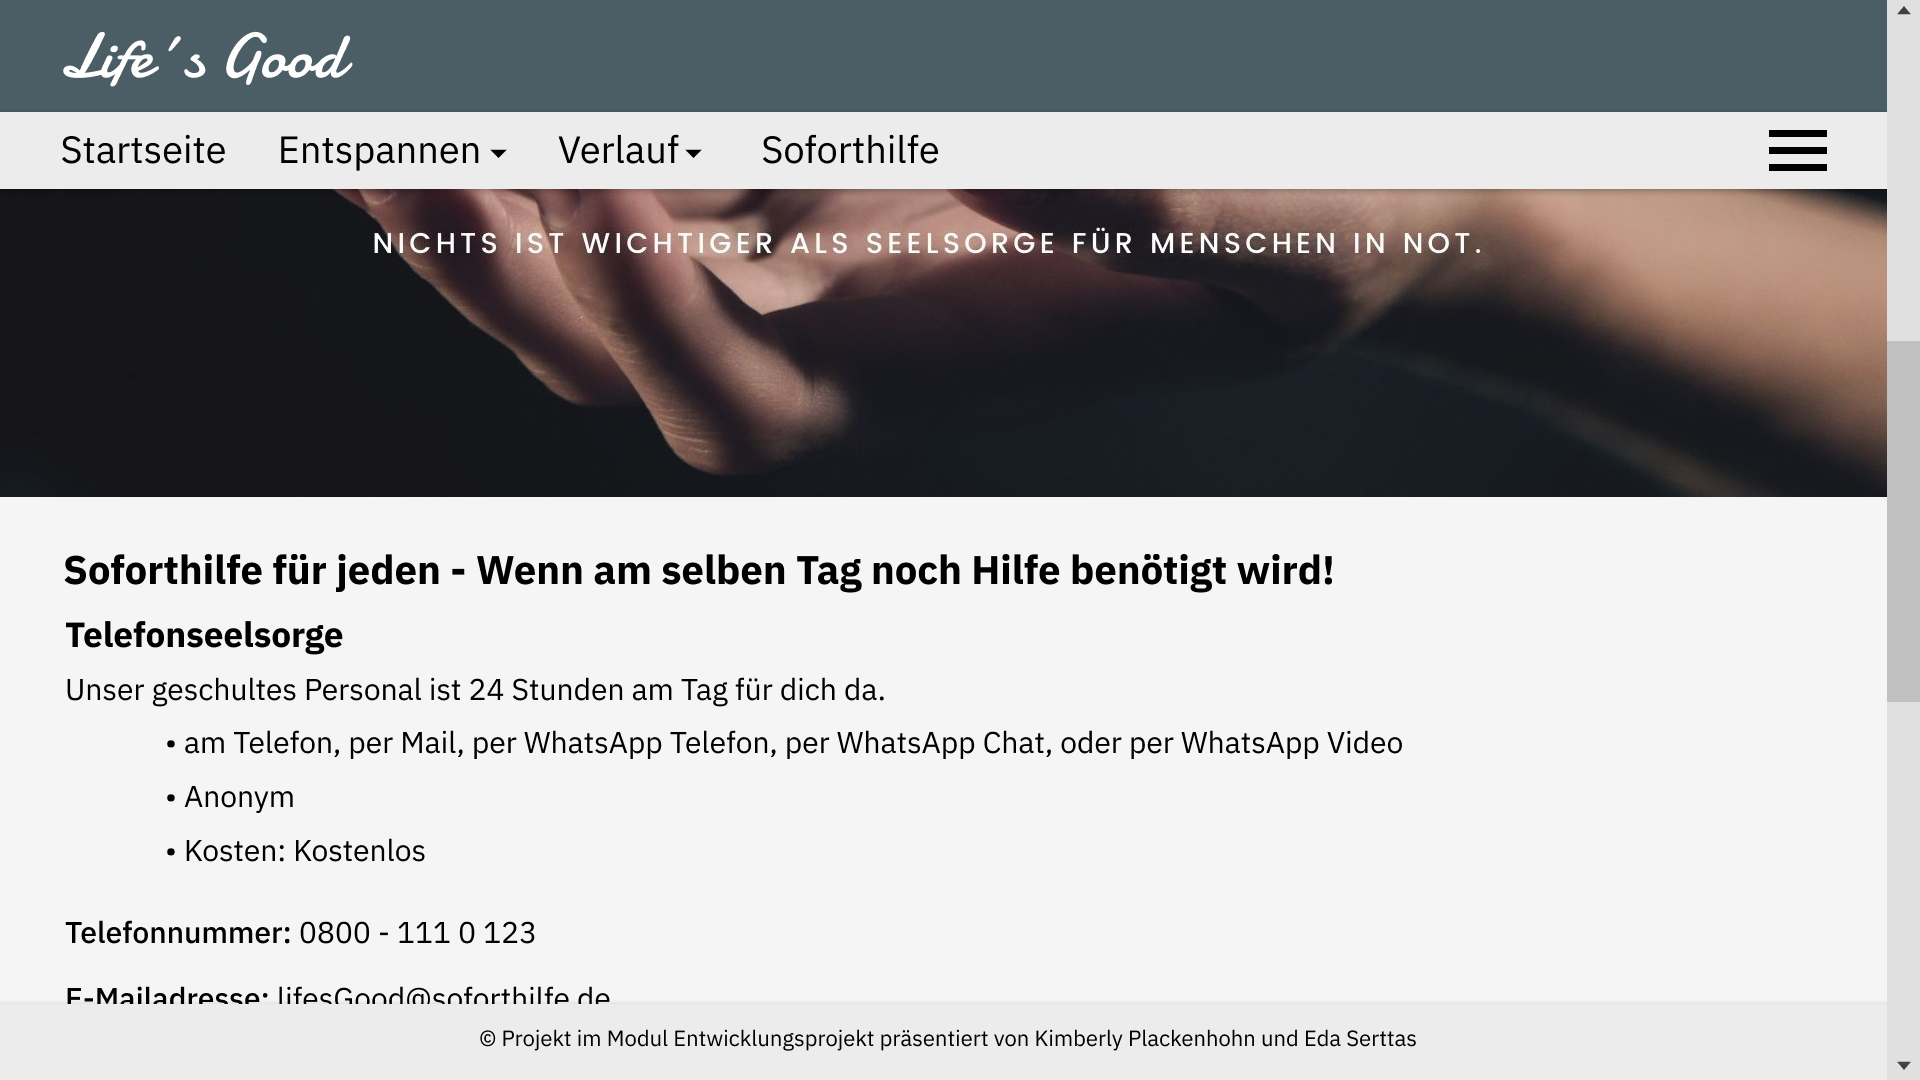 Life´s Good
Startseite Entspannen Verlauf Soforthilfe
NICHTS IST WICHTIGER ALS SEELSORGE FÜR MENSCHEN IN NOT.
Soforthilfe für jeden - Wenn am selben Tag noch Hilfe benötigt wird!
Telefonseelsorge
Unser geschultes Personal ist 24 Stunden am Tag für dich da.
• am Telefon, per Mail, per WhatsApp Telefon, per WhatsApp Chat, oder per WhatsApp Video
• Anonym
• Kosten: Kostenlos
Telefonnummer: 0800 - 111 0 123
E-Mailadresse: lifesGood@soforthilfe.de
© Projekt im Modul Entwicklungsprojekt präsentiert von Kimberly Plackenhohn und Eda Serttas